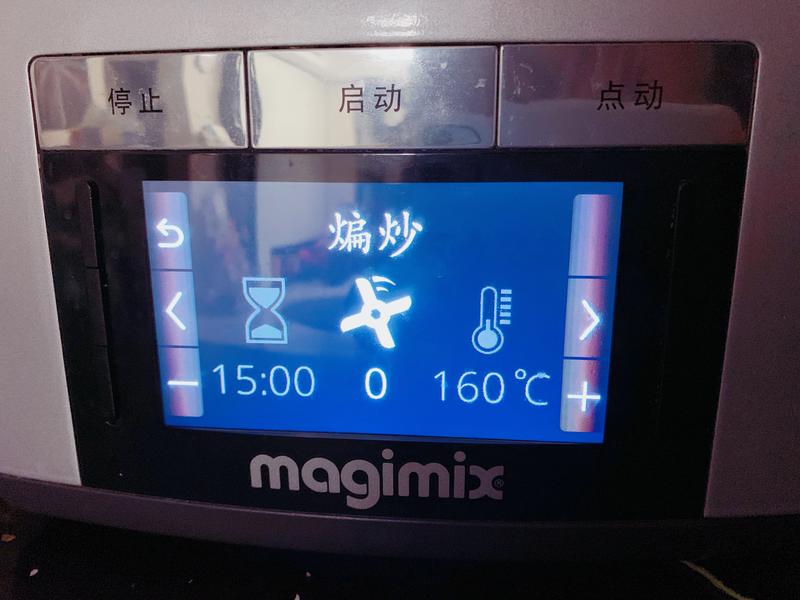 停止 启动 点动
煸炒
15:00 0 160℃
magimix®